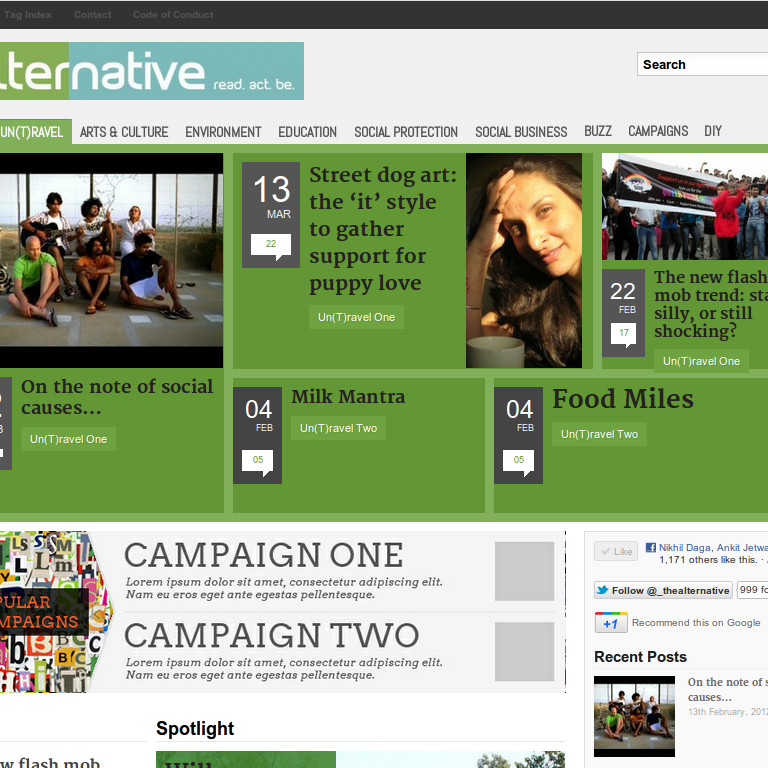 Tag Index Contact Code of Conduct
lternative read. act. be.
Search
UN(T)RAVEL ARTS & CULTURE ENVIRONMENT EDUCATION SOCIAL PROTECTION SOCIAL BUSINESS BUZZ CAMPAIGNS DIY
13
MAR
22
Street dog art:
the ‘it’ style
to gather
support for
puppy love
Un(T)ravel One
22
FEB
17
The new flash
mob trend:
silly, or still
shocking?
Un(T)ravel One
On the note of social
causes...
Un(T)ravel One
04
FEB
05
Milk Mantra
Un(T)ravel Two
04
FEB
05
Food Miles
Un(T)ravel Two
PULAR
MPAIGNS
CAMPAIGN ONE
Lorem ipsum dolor sit amet, consectetur adipiscing elit.
Nam eu eros eget ante egestas pellentesque.
CAMPAIGN TWO
Lorem ipsum dolor sit amet, consectetur adipiscing elit.
Nam eu eros eget ante egestas pellentesque.
Like
Nikhil Daga, Ankit Jetwa
1,171 others like this. ·
Follow @_thealternative
999 fo
+1
Recommend this on Google
Recent Posts
On the note of s
causes...
13th February, 2012
Spotlight
w flash mob
Will